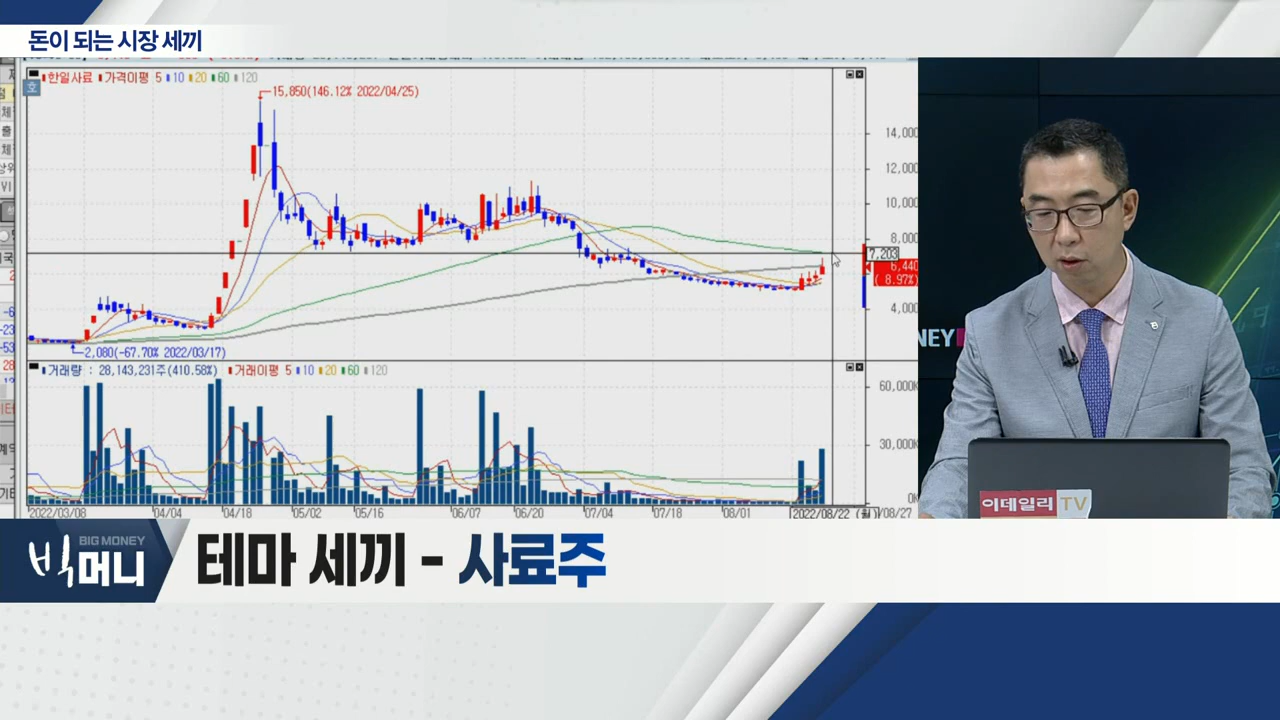 돈이 되는 시장 세끼
한일사료 가격이평 5 10 20 60 120
호
15,850(146.12% 2022/04/25)
14,000
12,000
10,000
8,000
7,203
6,440
( 8.97%)
4,000
2,080(-67.70% 2022/03/17)
거래량 : 28,143,231주(410.58%) 거래이평 5 10 20 60 120
60,000K
30,000K
0K
2022/03/08 04/04 04/18 05/02 05/16 06/07 06/20 07/04 07/18 08/01 2022/08/22 (월) /08/27
NEY
이데일리 TV
BIG MONEY
빅머니
테마 세끼 - 사료주